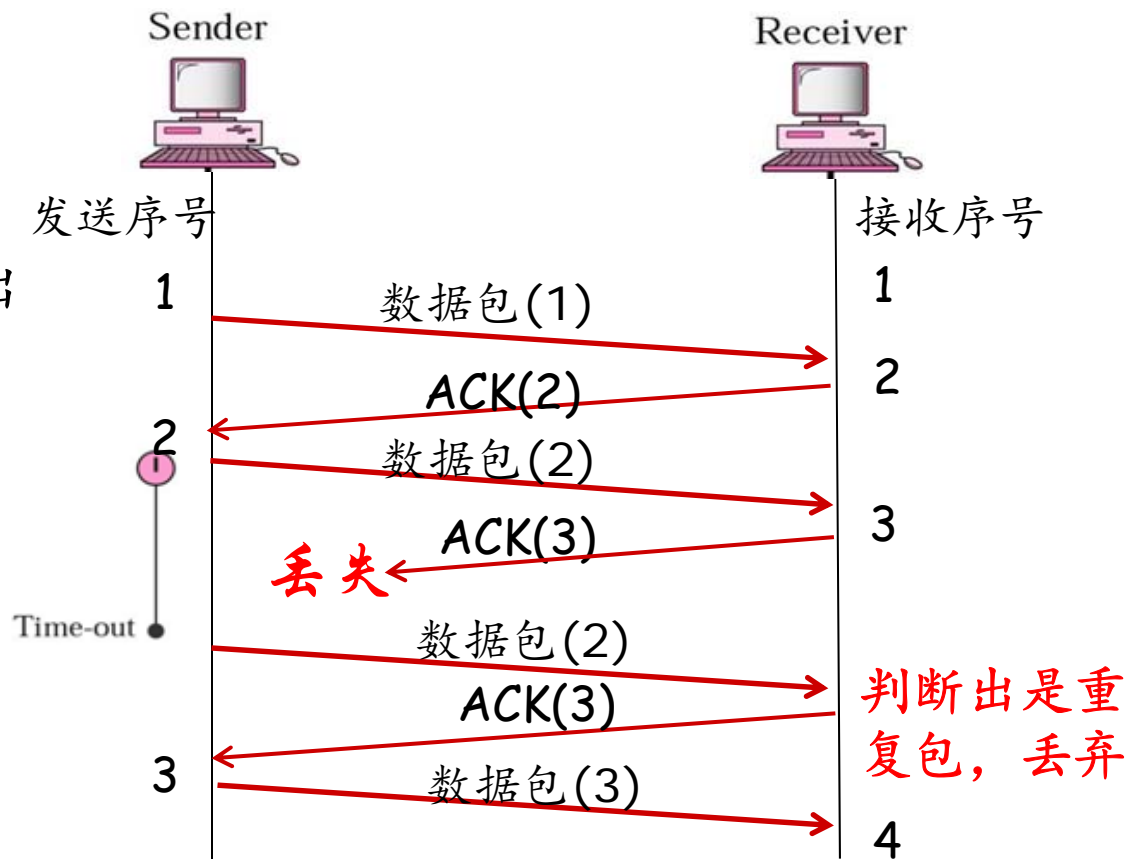 Sender
Receiver
发送序号
接收序号
出
1
数据包(1)
1
ACK(2)
2
2
数据包(2)
ACK(3)
3
丢失
Time-out
数据包(2)
ACK(3)
判断出是重
复包，丢弃
3
数据包(3)
4